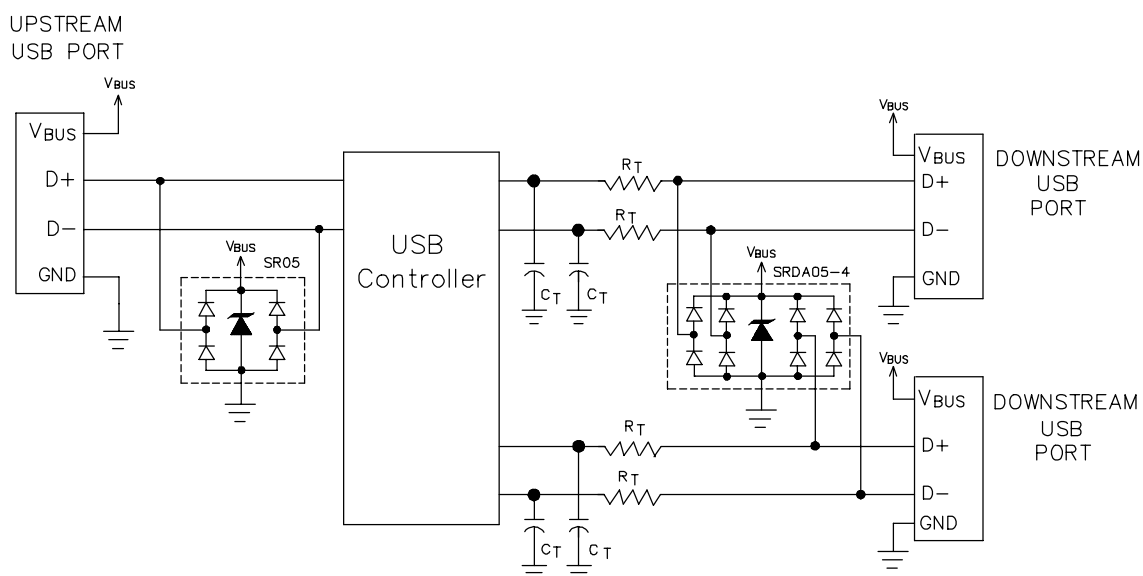 UPSTREAM
USB PORT
VBUS
VBUS
D+
D-
GND
VBUS
SR05
USB
Controller
RT
RT
CT
CT
VBUS
SRDA05-4
VBUS
VBUS
D+
D-
GND
DOWNSTREAM
USB
PORT
RT
RT
CT
CT
VBUS
VBUS
D+
D-
GND
DOWNSTREAM
USB
PORT